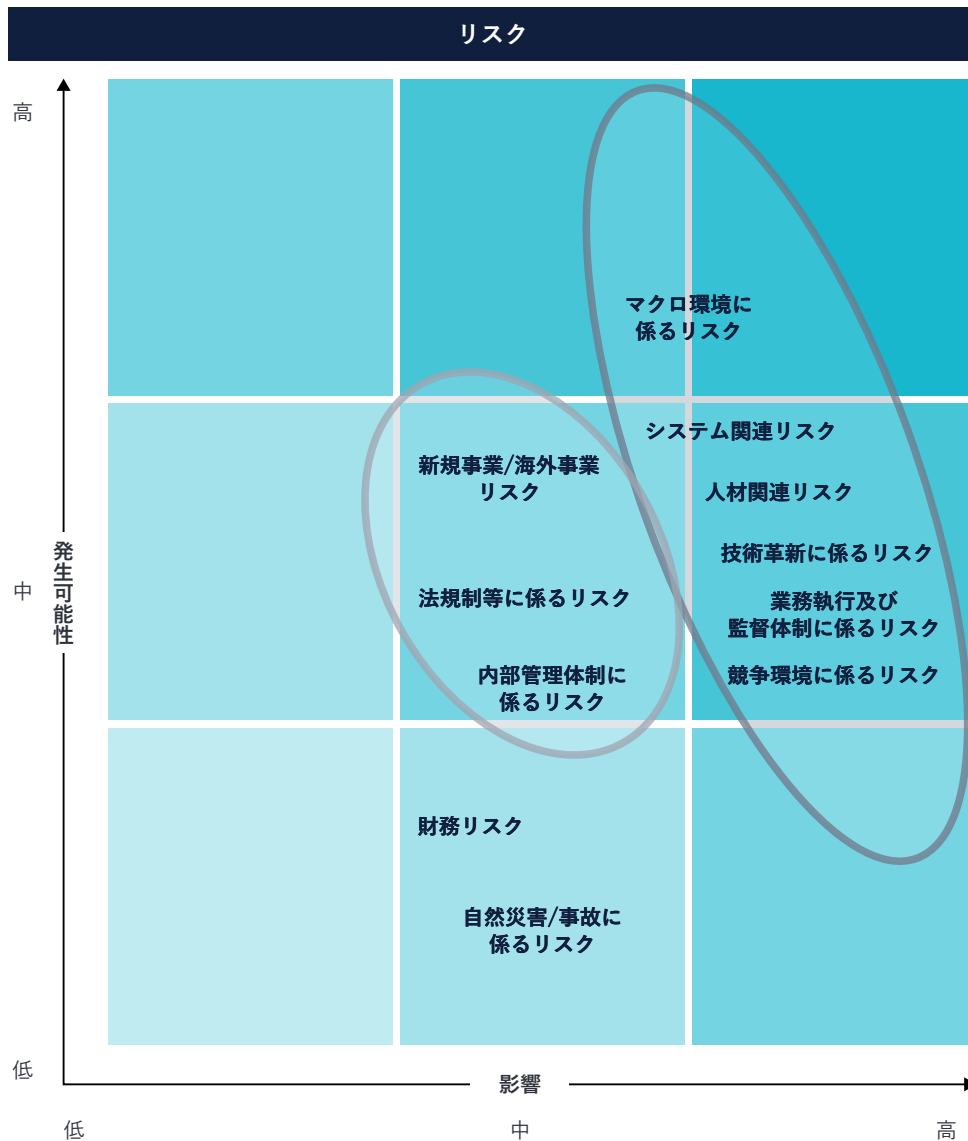 リスク
高
マクロ環境に
係るリスク
システム関連リスク
新規事業/海外事業
リスク
人材関連リスク
技術革新に係るリスク
中
発生可能性
法規制等に係るリスク
業務執行及び
監督体制に係るリスク
内部管理体制に
係るリスク
競争環境に係るリスク
財務リスク
自然災害/事故に
係るリスク
低
影響
低
中
高